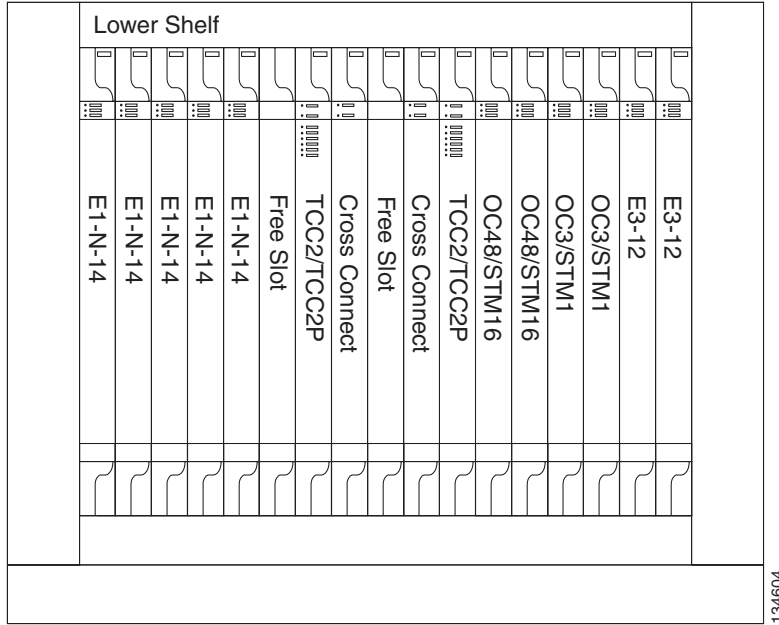 Lower Shelf
E1-N-14
E1-N-14
E1-N-14
E1-N-14
E1-N-14
Free Slot
TCC2/TCC2P
Cross Connect
Free Slot
Cross Connect
TCC2/TCC2P
OC48/STM16
OC48/STM16
OC3/STM1
OC3/STM1
E3-12
E3-12
134604